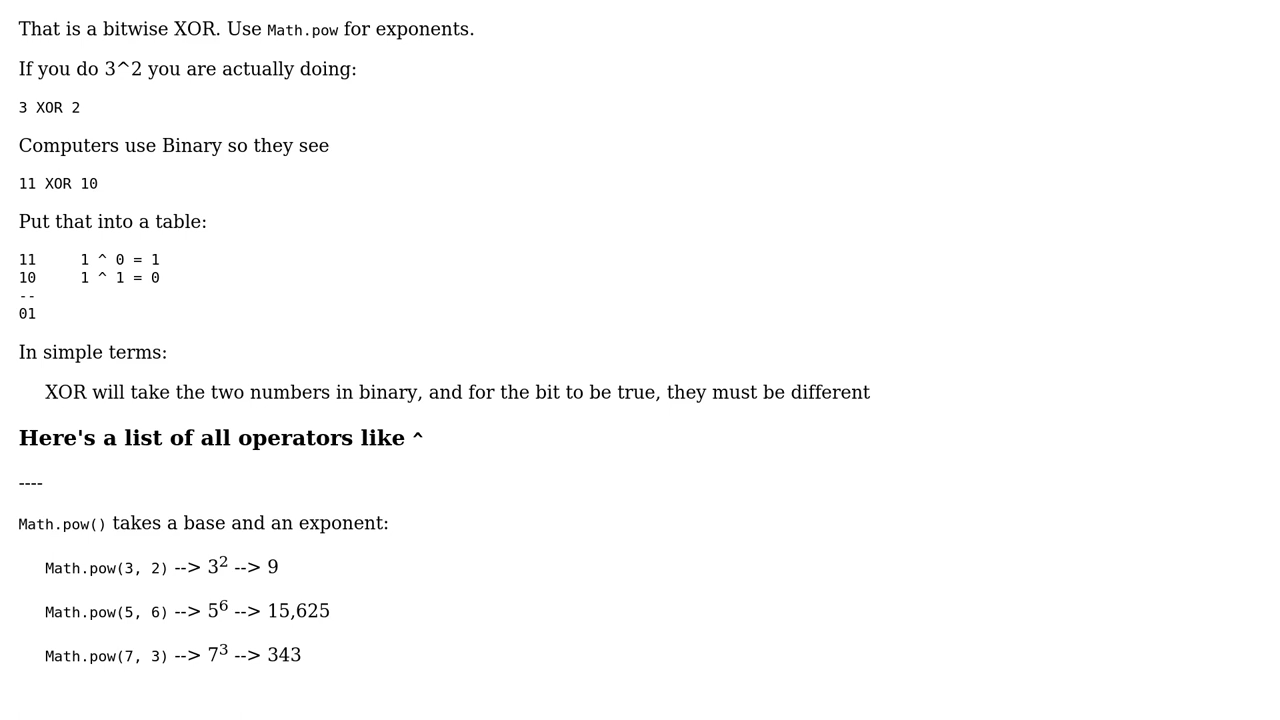 That is a bitwise XOR. Use Math.pow for exponents.
If you do 3^2 you are actually doing:
3 XOR 2
Computers use Binary so they see
11 XOR 10
Put that into a table:
11     1 ^ 0 = 1
10     1 ^ 1 = 0
--
01
In simple terms:
XOR will take the two numbers in binary, and for the bit to be true, they must be different
Here's a list of all operators like ^
----
Math.pow() takes a base and an exponent:
Math.pow(3, 2) --> 3² --> 9
Math.pow(5, 6) --> 5⁶ --> 15,625
Math.pow(7, 3) --> 7³ --> 343